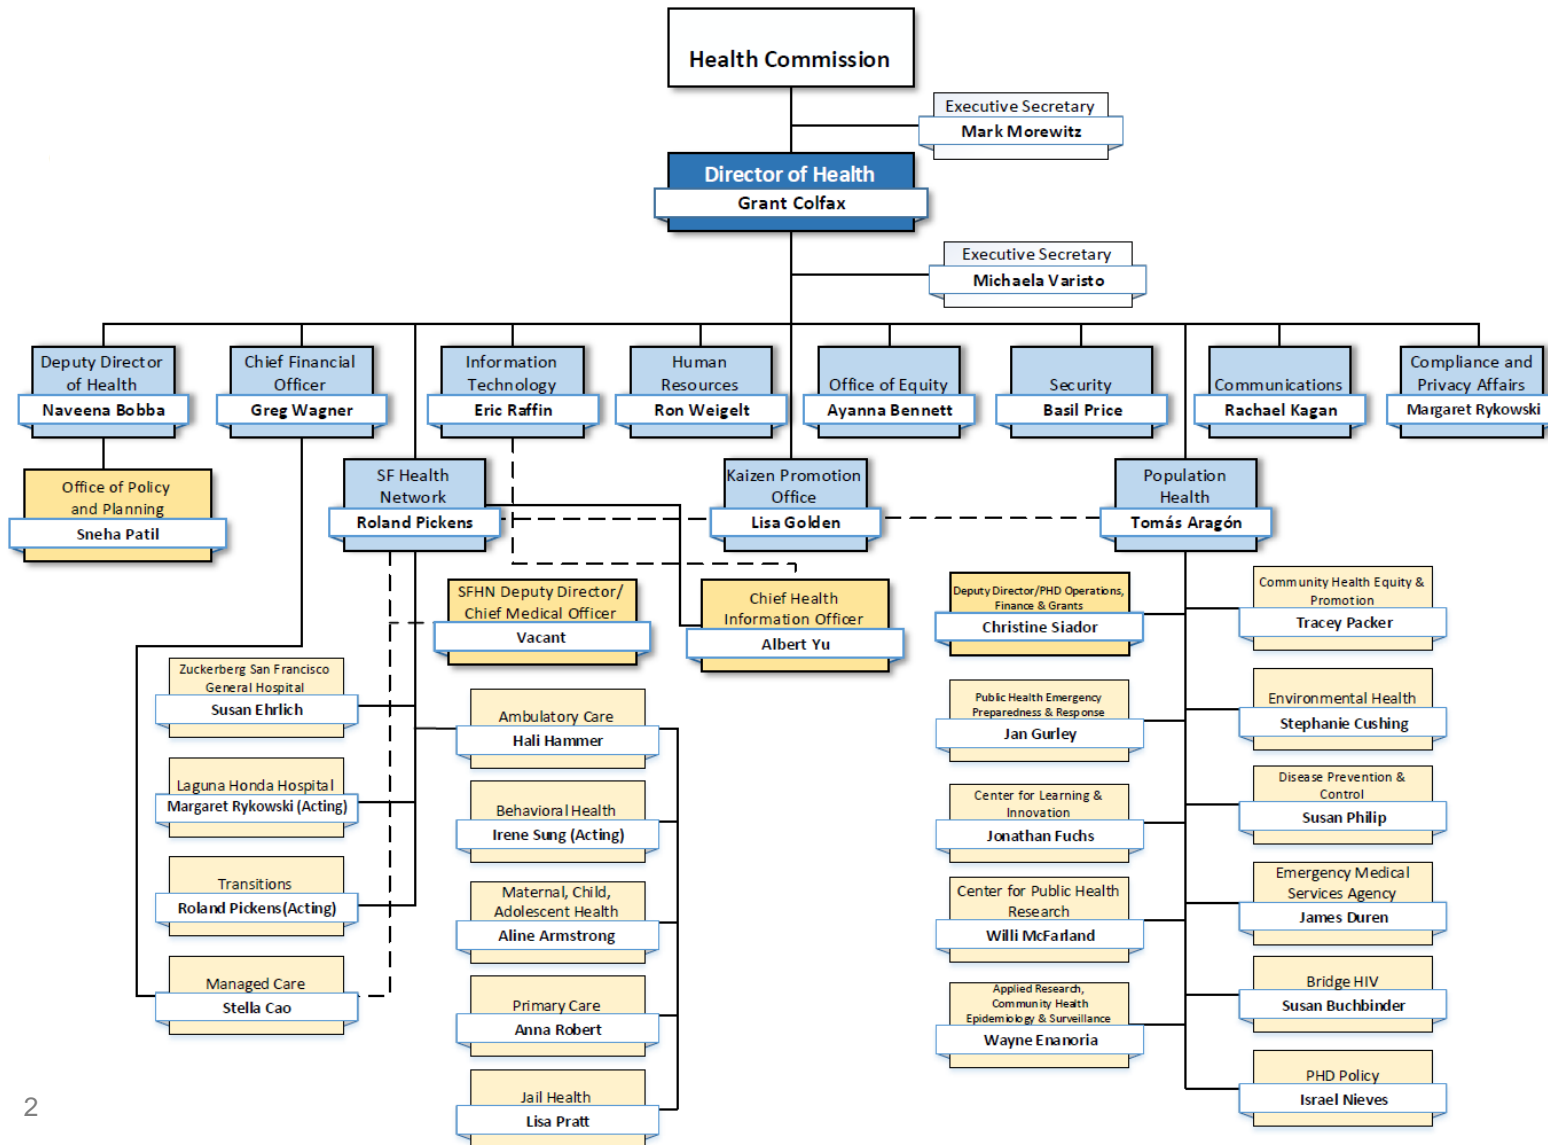 Health Commission
Executive Secretary
Mark Morewitz
Director of Health
Grant Colfax
Executive Secretary
Michaela Varisto
Deputy Director
of Health
Naveena Bobba
Chief Financial
Officer
Greg Wagner
Information
Technology
Eric Raffin
Human
Resources
Ron Weigelt
Office of Equity
Ayanna Bennett
Security
Basil Price
Communications
Rachael Kagan
Compliance and
Privacy Affairs
Margaret Rykowski
Office of Policy
and Planning
Sneha Patil
SF Health
Network
Roland Pickens
Kaizen Promotion
Office
Lisa Golden
Population
Health
Tomás Aragón
SFHN Deputy Director/
Chief Medical Officer
Vacant
Chief Health
Information Officer
Albert Yu
Zuckerberg San Francisco
General Hospital
Susan Ehrlich
Laguna Honda Hospital
Margaret Rykowski (Acting)
Transitions
Roland Pickens(Acting)
Managed Care
Stella Cao
Ambulatory Care
Hali Hammer
Behavioral Health
Irene Sung (Acting)
Maternal, Child,
Adolescent Health
Aline Armstrong
Primary Care
Anna Robert
Jail Health
Lisa Pratt
Deputy Director/PHD Operations,
Finance & Grants
Christine Siador
Public Health Emergency
Preparedness & Response
Jan Gurley
Center for Learning &
Innovation
Jonathan Fuchs
Center for Public Health
Research
Willi McFarland
Applied Research,
Community Health
Epidemiology & Surveillance
Wayne Enanoria
Community Health Equity &
Promotion
Tracey Packer
Environmental Health
Stephanie Cushing
Disease Prevention &
Control
Susan Philip
Emergency Medical
Services Agency
James Duren
Bridge HIV
Susan Buchbinder
PHD Policy
Israel Nieves
2